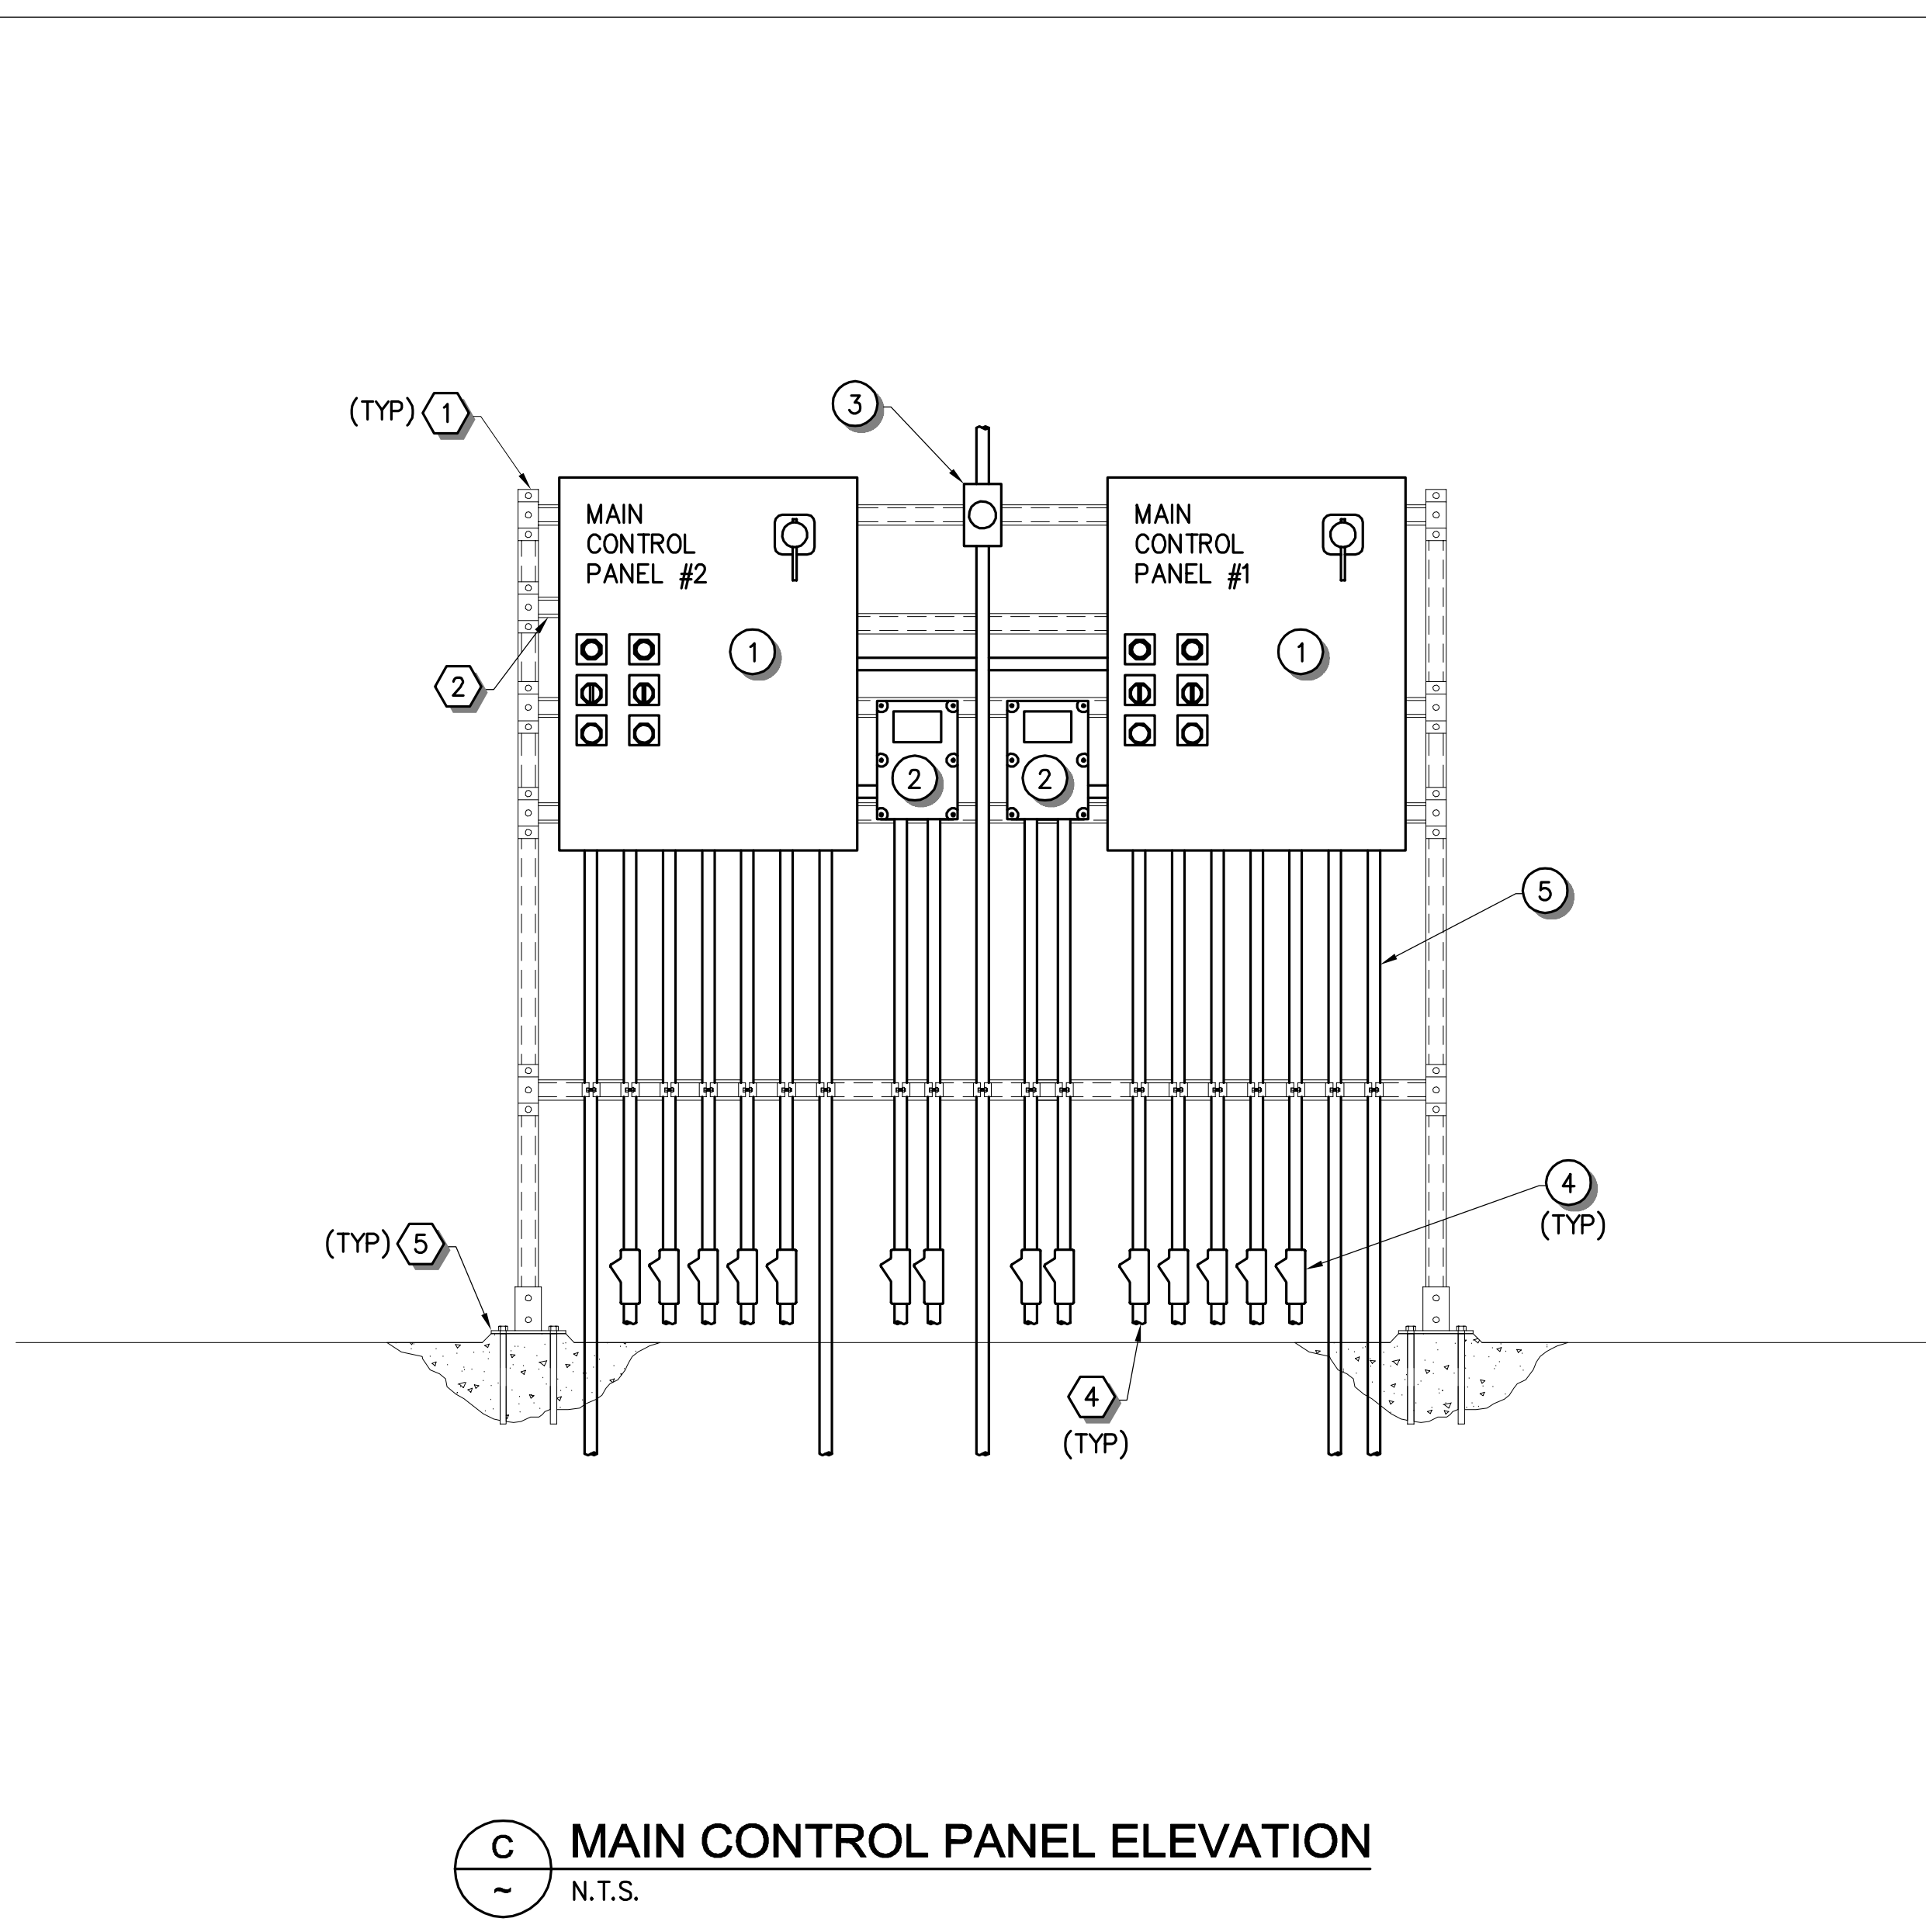 (TYP) 1
3
MAIN
CONTROL
PANEL #2
MAIN
CONTROL
PANEL #1
1
1
2
2
2
5
4
(TYP)
(TYP) 5
4
(TYP)
C
~
MAIN CONTROL PANEL ELEVATION
N.T.S.